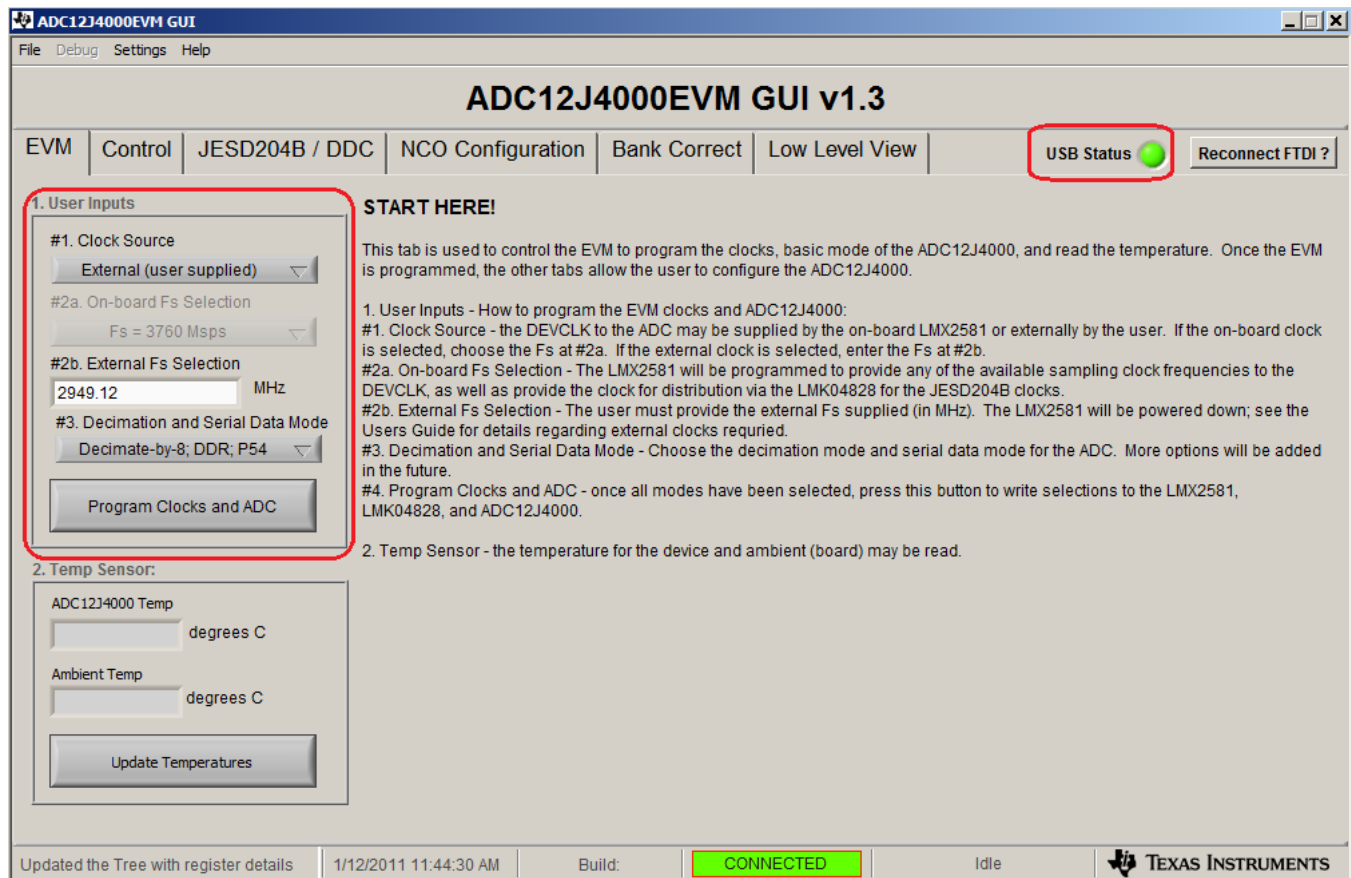 ADC12J4000EVM GUI
File Debug Settings Help
ADC12J4000EVM GUI v1.3
EVM Control JESD204B / DDC NCO Configuration Bank Correct Low Level View USB Status Reconnect FTDI ?
1. User Inputs
#1. Clock Source
External (user supplied)
#2a. On-board Fs Selection
Fs = 3760 Msps
#2b. External Fs Selection
2949.12 MHz
#3. Decimation and Serial Data Mode
Decimate-by-8; DDR; P54
Program Clocks and ADC
2. Temp Sensor:
ADC12J4000 Temp
degrees C
Ambient Temp
degrees C
Update Temperatures
START HERE!
This tab is used to control the EVM to program the clocks, basic mode of the ADC12J4000, and read the temperature. Once the EVM
is programmed, the other tabs allow the user to configure the ADC12J4000.
1. User Inputs - How to program the EVM clocks and ADC12J4000:
#1. Clock Source - the DEVCLK to the ADC may be supplied by the on-board LMX2581 or externally by the user. If the on-board clock
is selected, choose the Fs at #2a. If the external clock is selected, enter the Fs at #2b.
#2a. On-board Fs Selection - The LMX2581 will be programmed to provide any of the available sampling clock frequencies to the
DEVCLK, as well as provide the clock for distribution via the LMK04828 for the JESD204B clocks.
#2b. External Fs Selection - The user must provide the external Fs supplied (in MHz). The LMX2581 will be powered down; see the
Users Guide for details regarding external clocks requried.
#3. Decimation and Serial Data Mode - Choose the decimation mode and serial data mode for the ADC. More options will be added
in the future.
#4. Program Clocks and ADC - once all modes have been selected, press this button to write selections to the LMX2581,
LMK04828, and ADC12J4000.
2. Temp Sensor - the temperature for the device and ambient (board) may be read.
Updated the Tree with register details 1/12/2011 11:44:30 AM Build: CONNECTED Idle TEXAS INSTRUMENTS